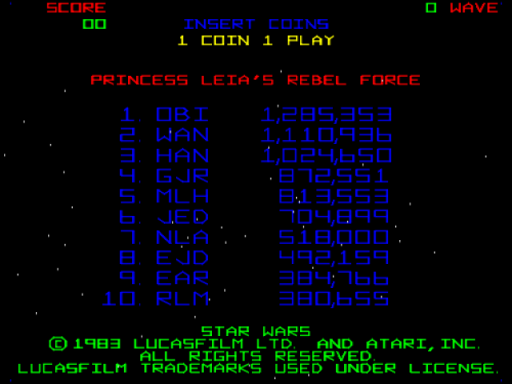 SCORE 0 WAVE
00 INSERT COINS
1 COIN 1 PLAY
PRINCESS LEIA'S REBEL FORCE
1. OBI 1,285,353
2. WAN 1,110,936
3. HAN 1,024,650
4. GJR 872,551
5. MLH 813,553
6. JED 704,899
7. NLA 518,000
8. EJD 492,159
9. EAR 384,766
10. RLM 380,655
STAR WARS
© 1983 LUCASFILM LTD. AND ATARI, INC.
ALL RIGHTS RESERVED.
LUCASFILM TRADEMARKS USED UNDER LICENSE.